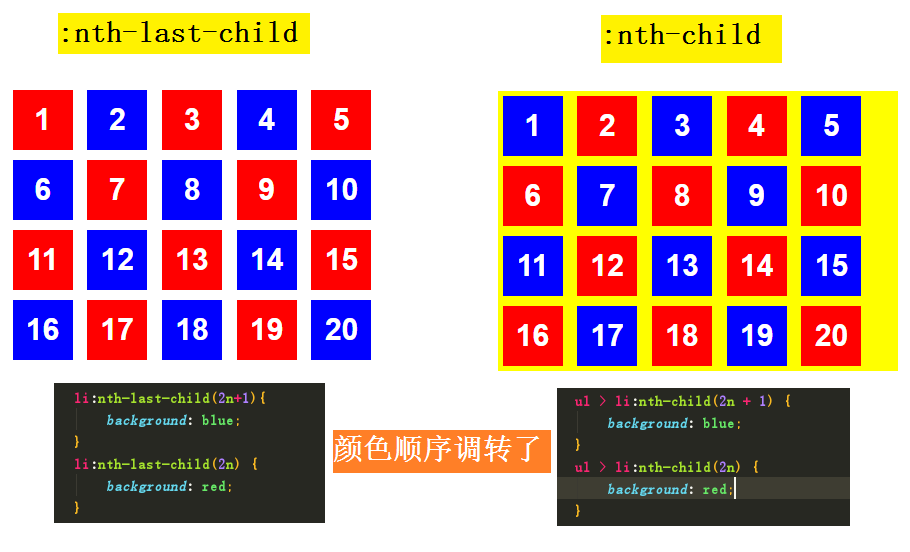 :nth-last-child
:nth-child
1 2 3 4 5
6 7 8 9 10
11 12 13 14 15
16 17 18 19 20
1 2 3 4 5
6 7 8 9 10
11 12 13 14 15
16 17 18 19 20
li:nth-last-child(2n+1){
background: blue;
}
li:nth-last-child(2n) {
background: red;
}
颜色顺序调转了
ul > li:nth-child(2n + 1) {
background: blue;
}
ul > li:nth-child(2n) {
background: red;
}